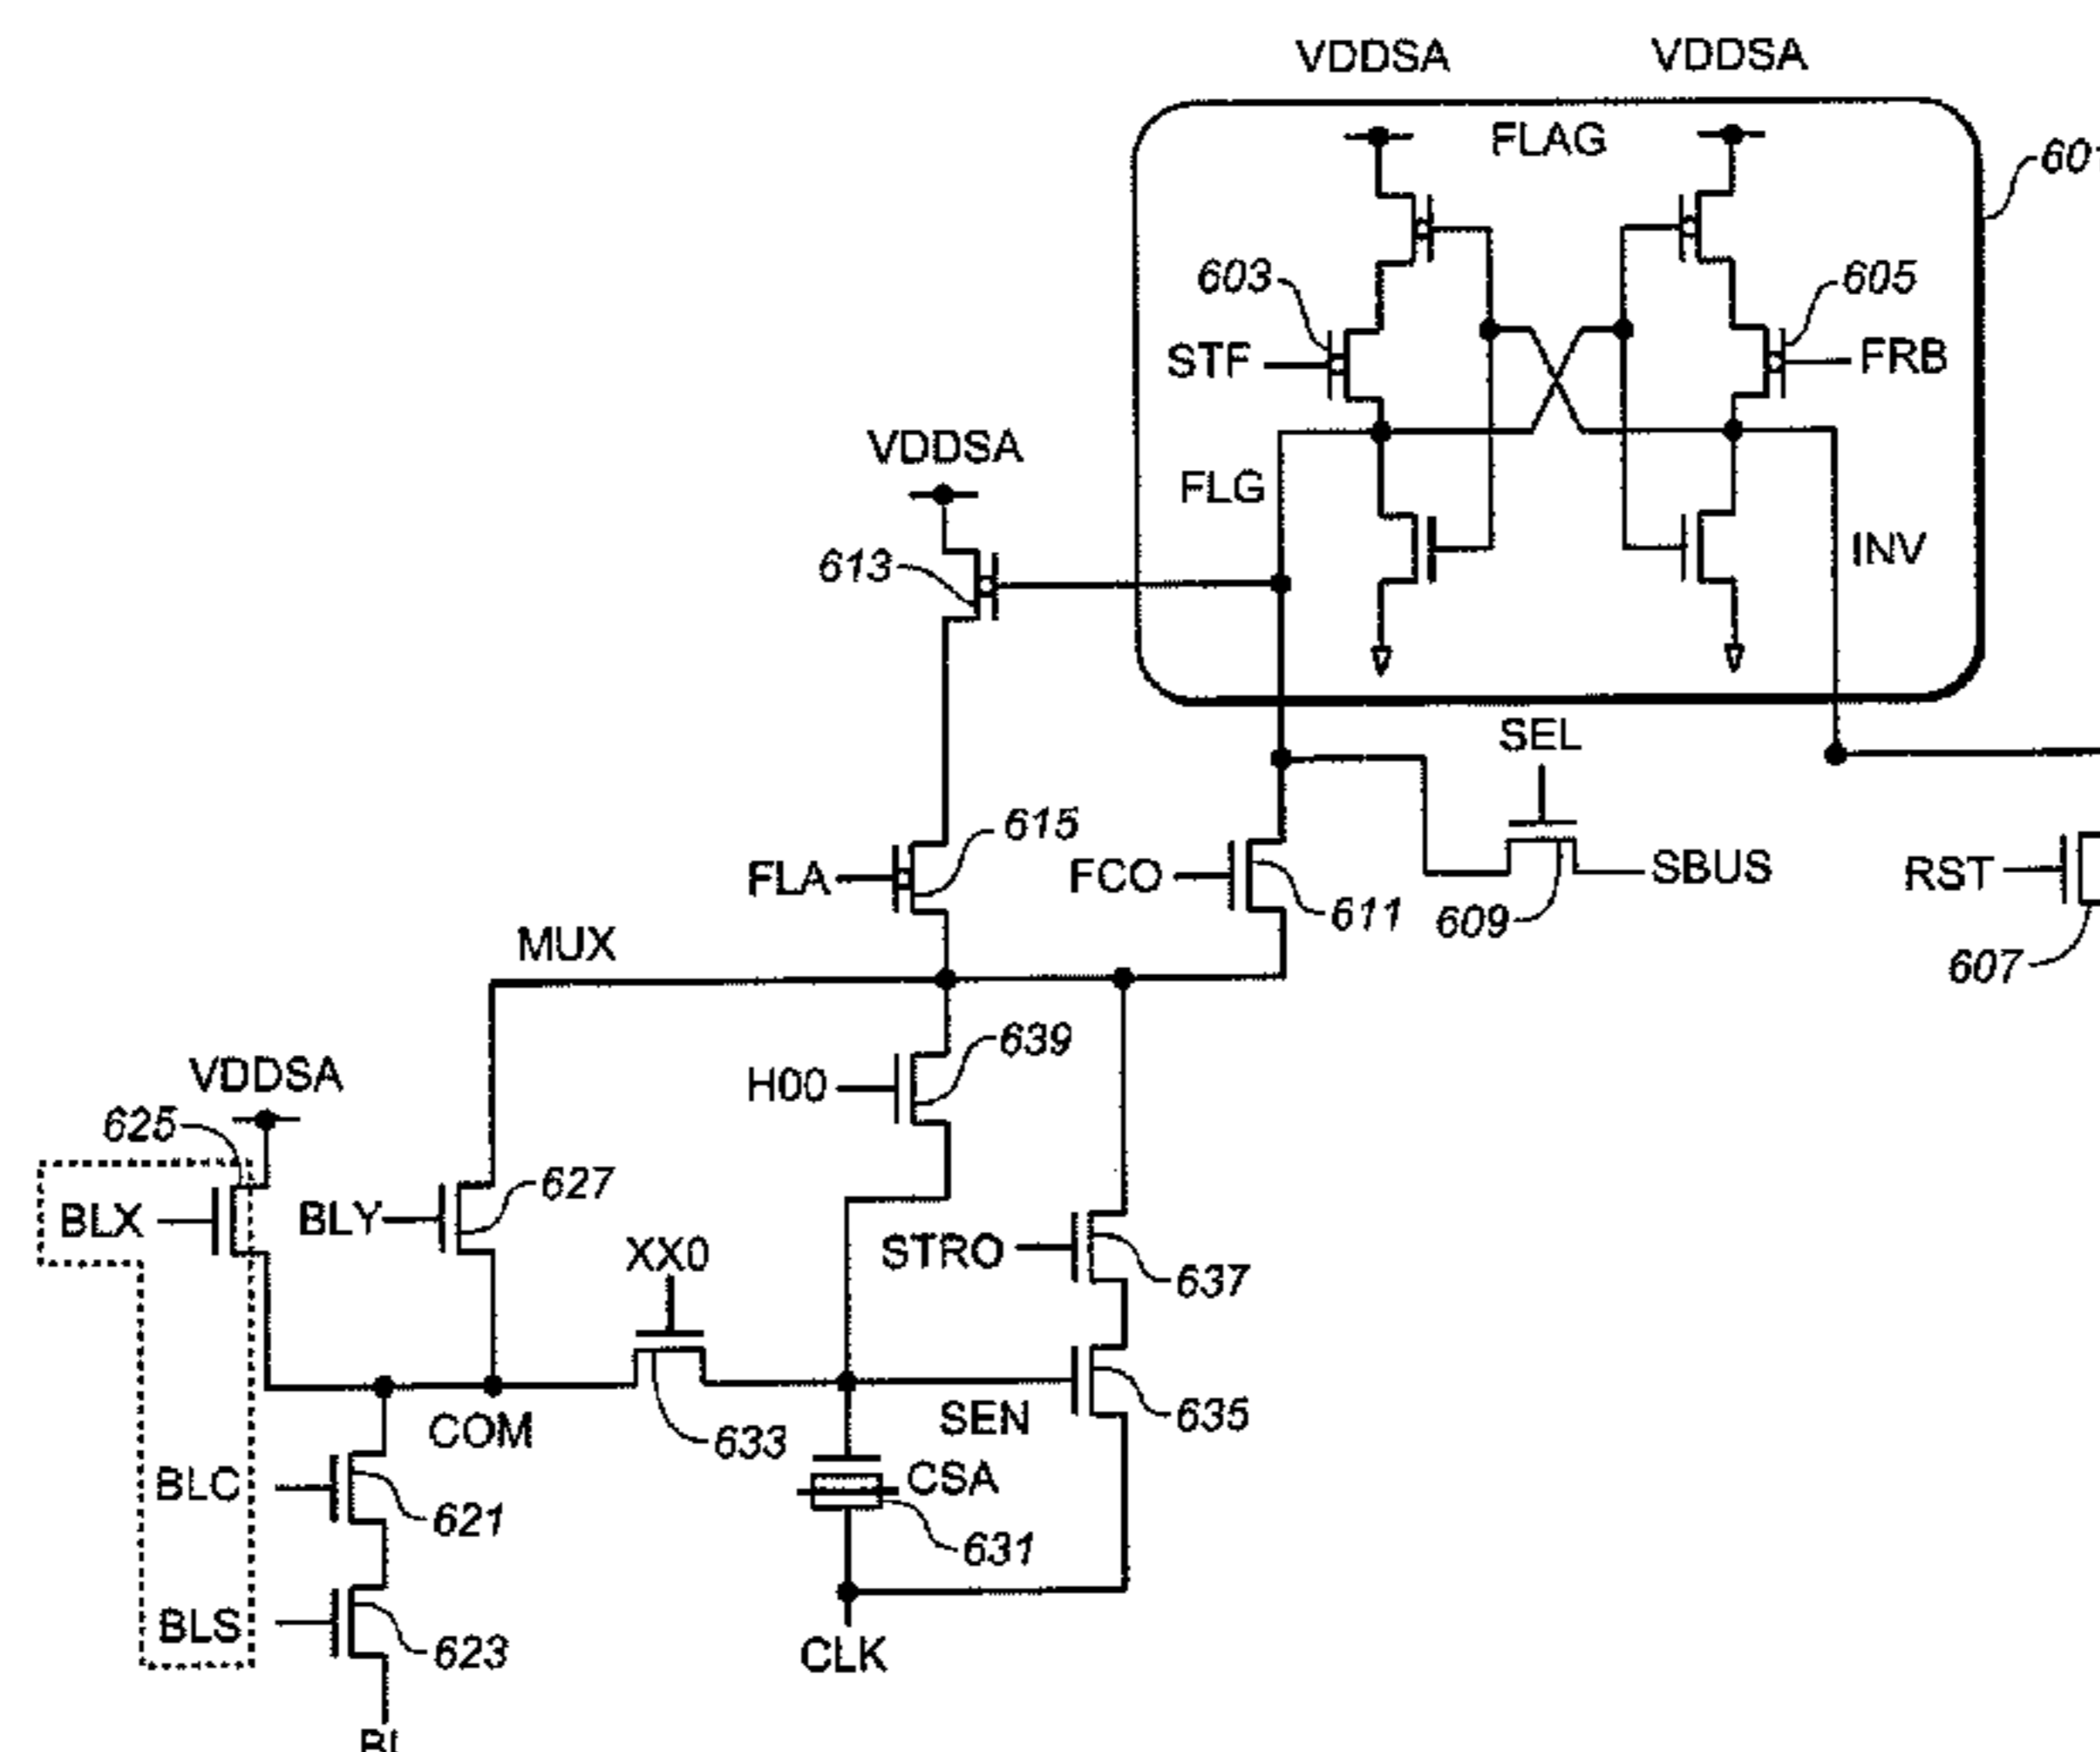 VDDSA VDDSA
FLAG
603
605
STF
FRB
VDDSA
FLG
INV
613
SEL
615
FLA
FCO
SBUS
RST
611
609
607
MUX
639
VDDSA
H00
625
627
BLX
BLY
XX0
STRO
637
COM
SEN
635
633
BLC
CSA
621
631
BLS
623
CLK